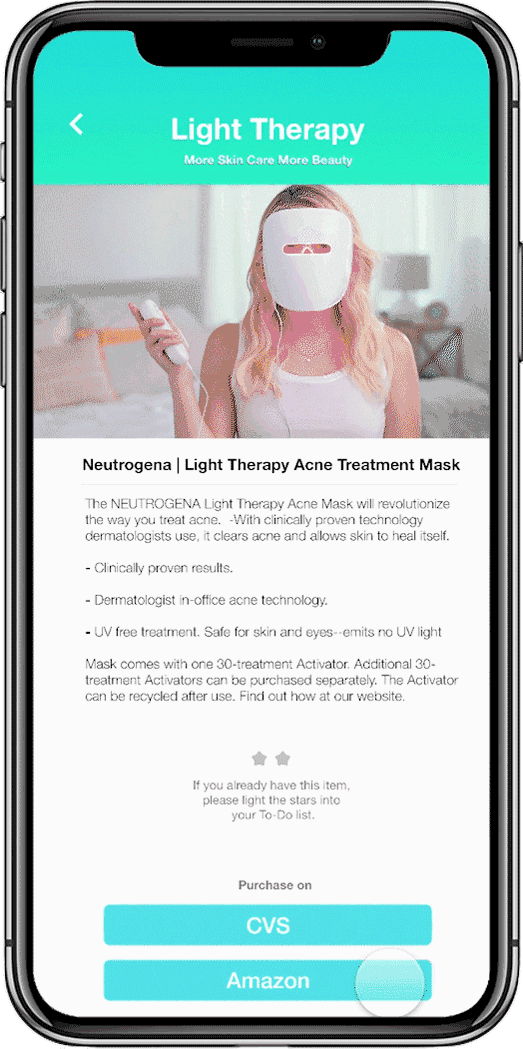 Light Therapy
More Skin Care More Beauty
Neutrogena | Light Therapy Acne Treatment Mask
The NEUTROGENA Light Therapy Acne Mask will revolutionize
the way you treat acne. -With clinically proven technology
dermatologists use, it clears acne and allows skin to heal itself.
- Clinically proven results.
- Dermatologist in-office acne technology.
- UV free treatment. Safe for skin and eyes--emits no UV light
Mask comes with one 30-treatment Activator. Additional 30-
treatment Activators can be purchased separately. The Activator
can be recycled after use. Find out how at our website.
If you already have this item,
please light the stars into
your To-Do list.
Purchase on
CVS
Amazon